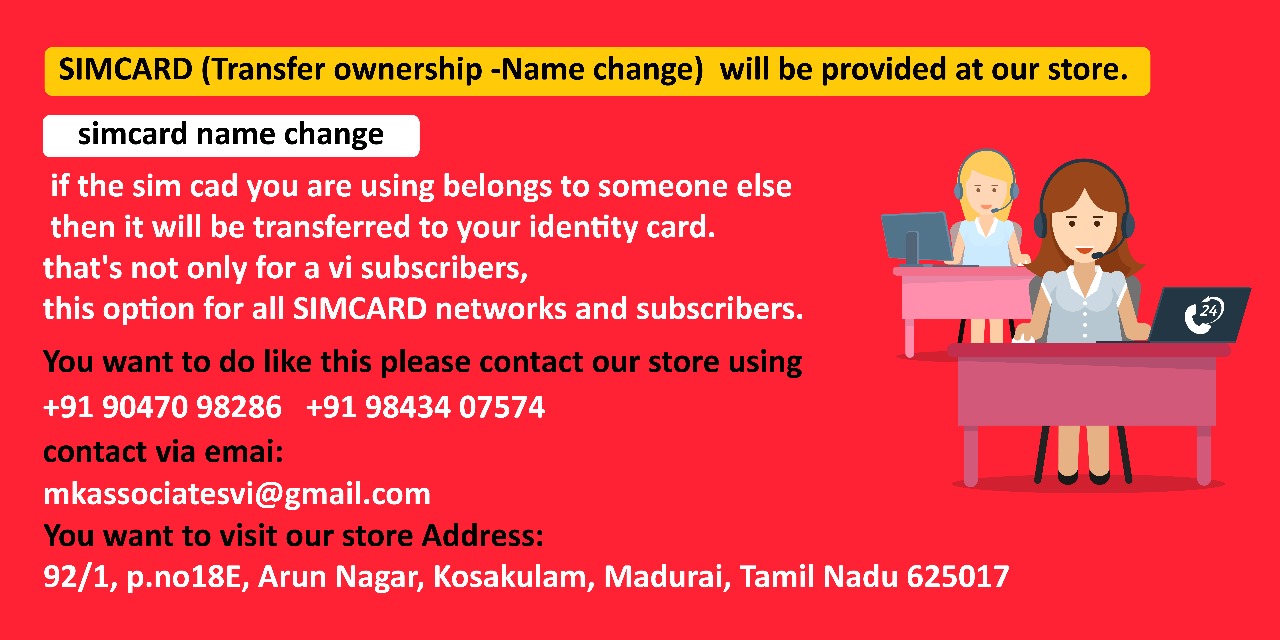 SIMCARD (Transfer ownership -Name change) will be provided at our store.
simcard name change
if the sim cad you are using belongs to someone else
then it will be transferred to your identity card.
that's not only for a vi subscribers,
this option for all SIMCARD networks and subscribers.
You want to do like this please contact our store using
+91 90470 98286 +91 98434 07574
contact via emai:
mkassociatesvi@gmail.com
You want to visit our store Address:
92/1, p.no18E, Arun Nagar, Kosakulam, Madurai, Tamil Nadu 625017
24